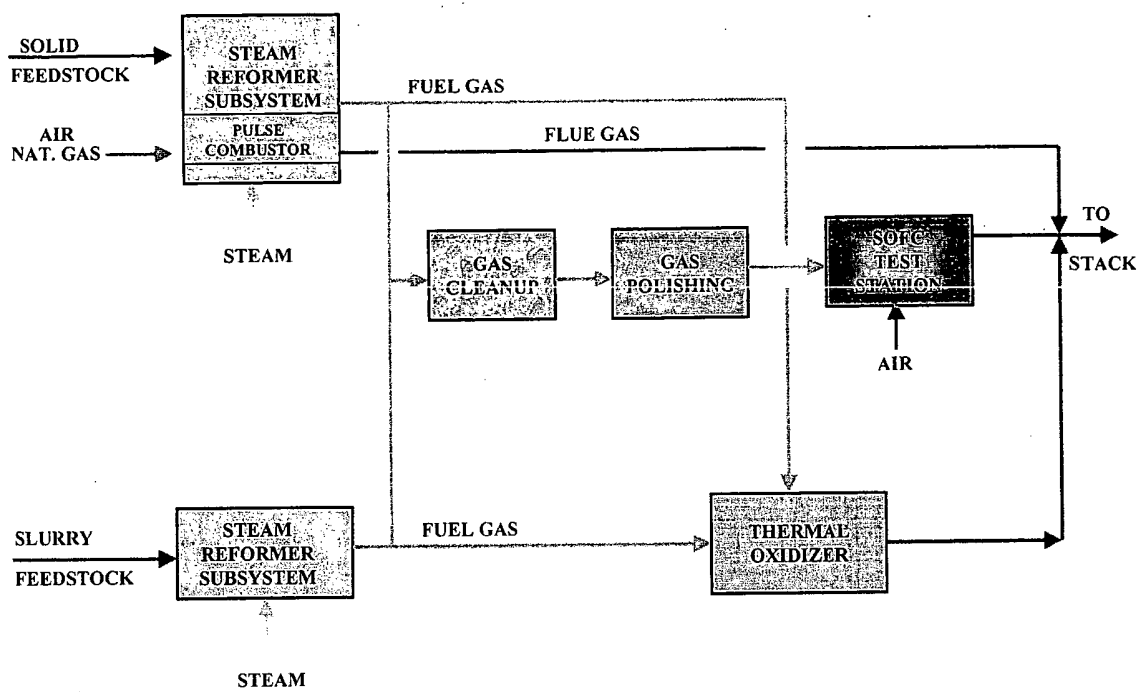 SOLID
FEEDSTOCK
STEAM
REFORMER
SUBSYSTEM
FUEL GAS
AIR
NAT. GAS
PULSE
COMBUSTOR
FLUE GAS
STEAM
GAS
CLEANUP
GAS
POLISHING
SOFC
TEST
STATION
TO
STACK
AIR
SLURRY
FEEDSTOCK
STEAM
REFORMER
SUBSYSTEM
FUEL GAS
THERMAL
OXIDIZER
STEAM